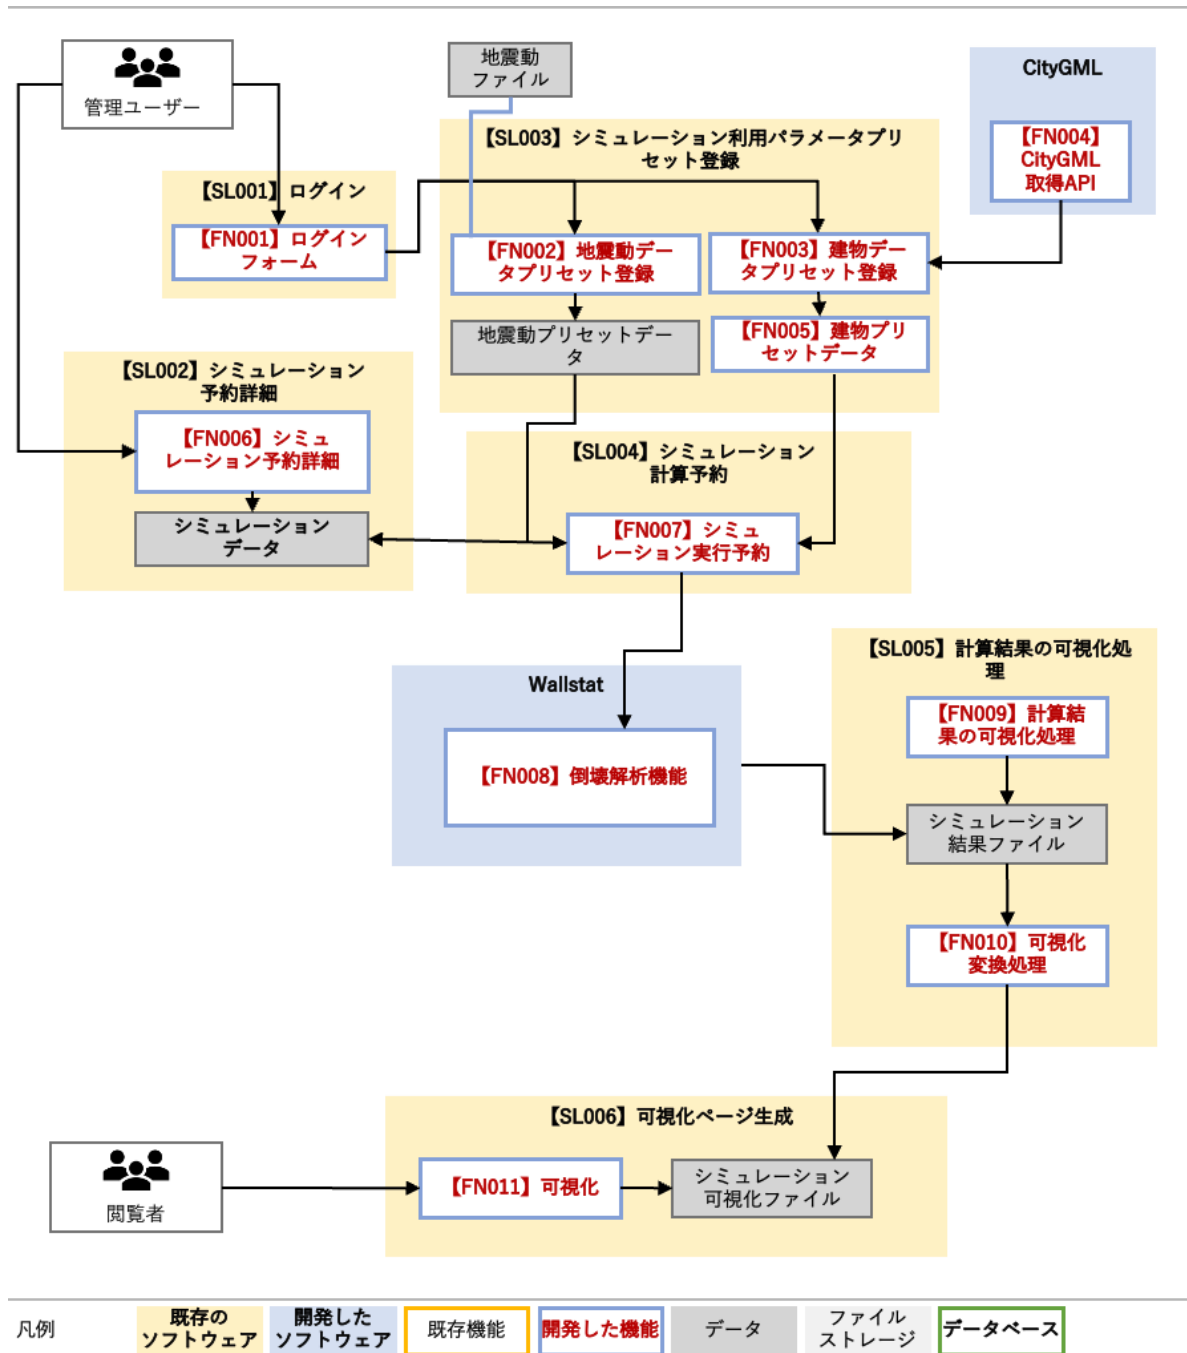 管理ユーザー
地震動
ファイル
CityGML
【FN004】
CityGML
取得API
【SL003】シミュレーション利用パラメータプリ
セット登録
【SL001】ログイン
【FN001】ログイン
フォーム
【FN002】地震動デー
タプリセット登録
【FN003】建物デー
タプリセット登録
地震動プリセットデー
タ
【FN005】建物プリ
セットデータ
【SL002】シミュレーション
予約詳細
【FN006】シミュ
レーション予約詳細
シミュレーション
データ
【SL004】シミュレーション
計算予約
【FN007】シミュ
レーション実行予約
Wallstat
【FN008】倒壊解析機能
【SL005】計算結果の可視化処
理
【FN009】計算結
果の可視化処理
シミュレーション
結果ファイル
【FN010】可視化
変換処理
【SL006】可視化ページ生成
閲覧者
【FN011】可視化
シミュレーション
可視化ファイル
凡例
既存の
ソフトウェア
開発した
ソフトウェア
既存機能
開発した機能
データ
ファイル
ストレージ
データベース